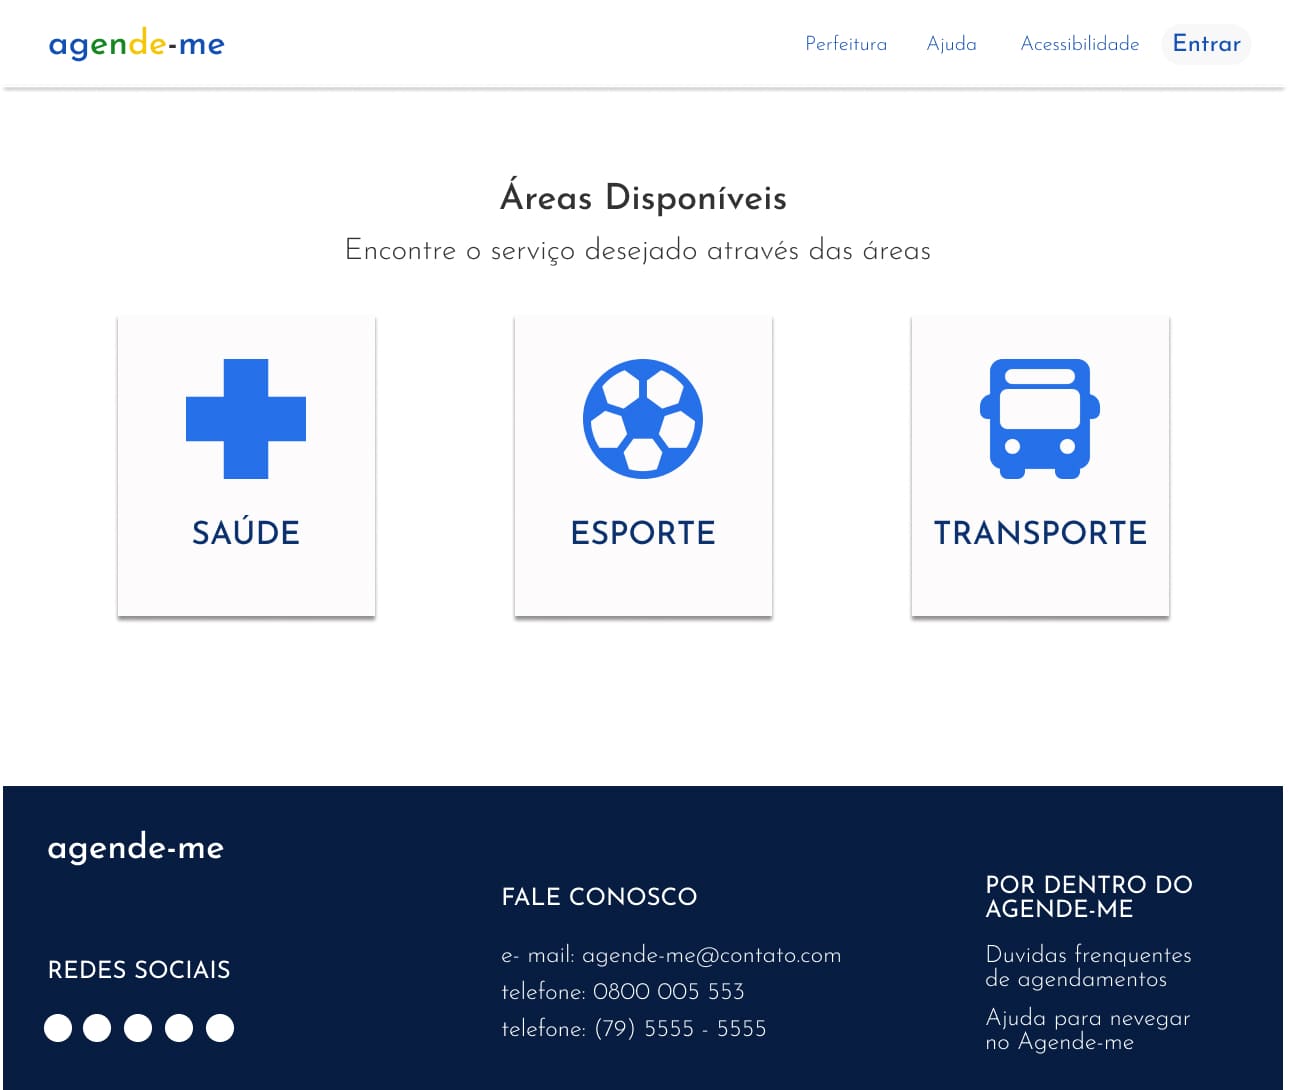 agende-me
Perfeitura
Ajuda
Acessibilidade
Entrar
Áreas Disponíveis
Encontre o serviço desejado através das áreas
SAÚDE
ESPORTE
TRANSPORTE
agende-me
REDES SOCIAIS
FALE CONOSCO
e- mail: agende-me@contato.com
telefone: 0800 005 553
telefone: (79) 5555 - 5555
POR DENTRO DO
AGENDE-ME
Duvidas frenquentes
de agendamentos
Ajuda para nevegar
no Agende-me